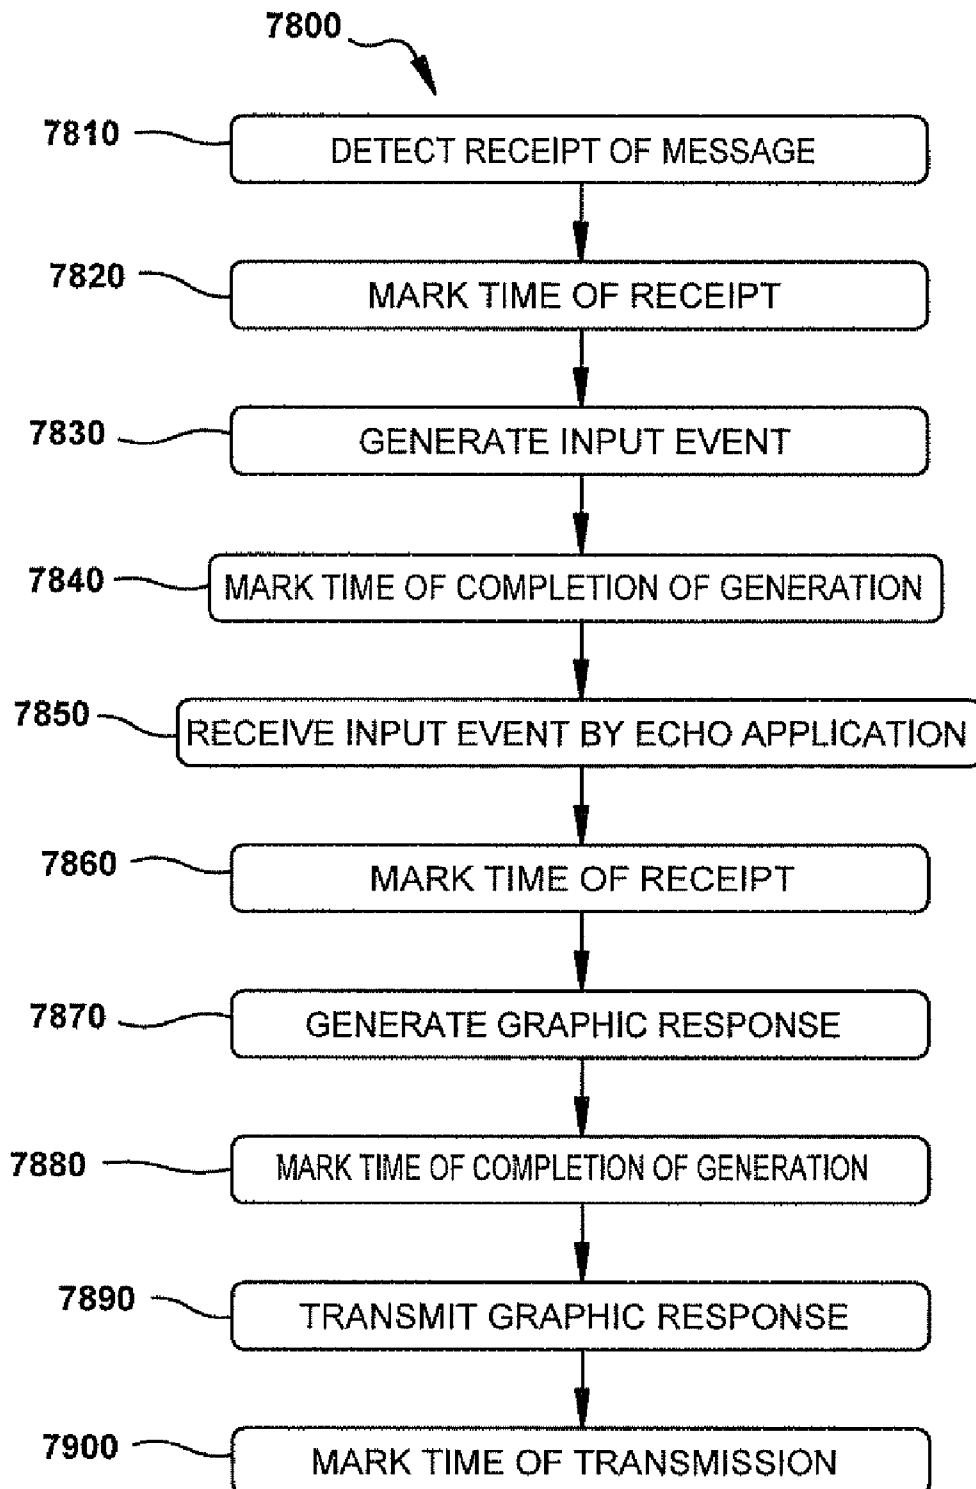 7800
7810 DETECT RECEIPT OF MESSAGE
7820 MARK TIME OF RECEIPT
7830 GENERATE INPUT EVENT
7840 MARK TIME OF COMPLETION OF GENERATION
7850 RECEIVE INPUT EVENT BY ECHO APPLICATION
7860 MARK TIME OF RECEIPT
7870 GENERATE GRAPHIC RESPONSE
7880 MARK TIME OF COMPLETION OF GENERATION
7890 TRANSMIT GRAPHIC RESPONSE
7900 MARK TIME OF TRANSMISSION